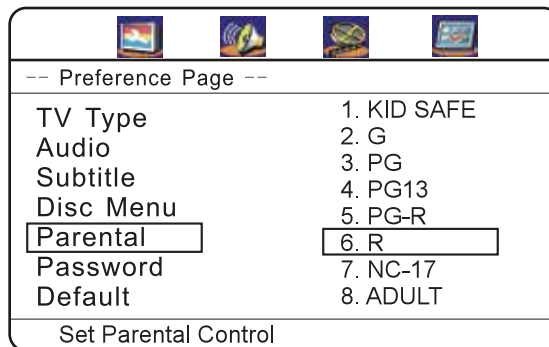 -- Preference Page --
TV Type
Audio
Subtitle
Disc Menu
Parental
Password
Default
1. KID SAFE
2. G
3. PG
4. PG13
5. PG-R
6. R
7. NC-17
8. ADULT
Set Parental Control